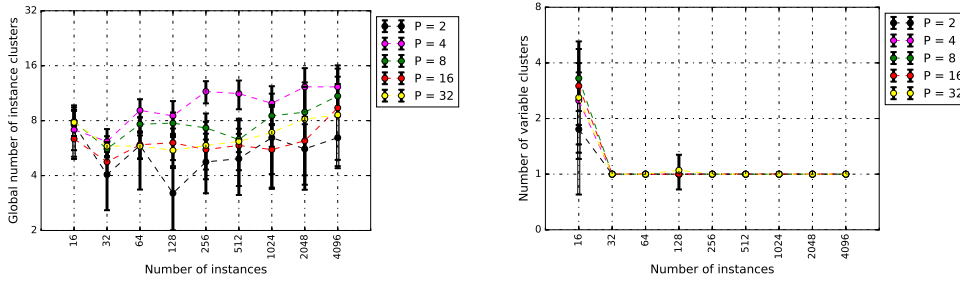 Global number of instance clusters
32
16
8
4
2
16
32
64
128
256
512
1024
2048
4096
Number of instances
P = 2
P = 4
P = 8
P = 16
P = 32
Number of variable clusters
8
4
2
1
0
16
32
64
128
256
512
1024
2048
4096
Number of instances
P = 2
P = 4
P = 8
P = 16
P = 32